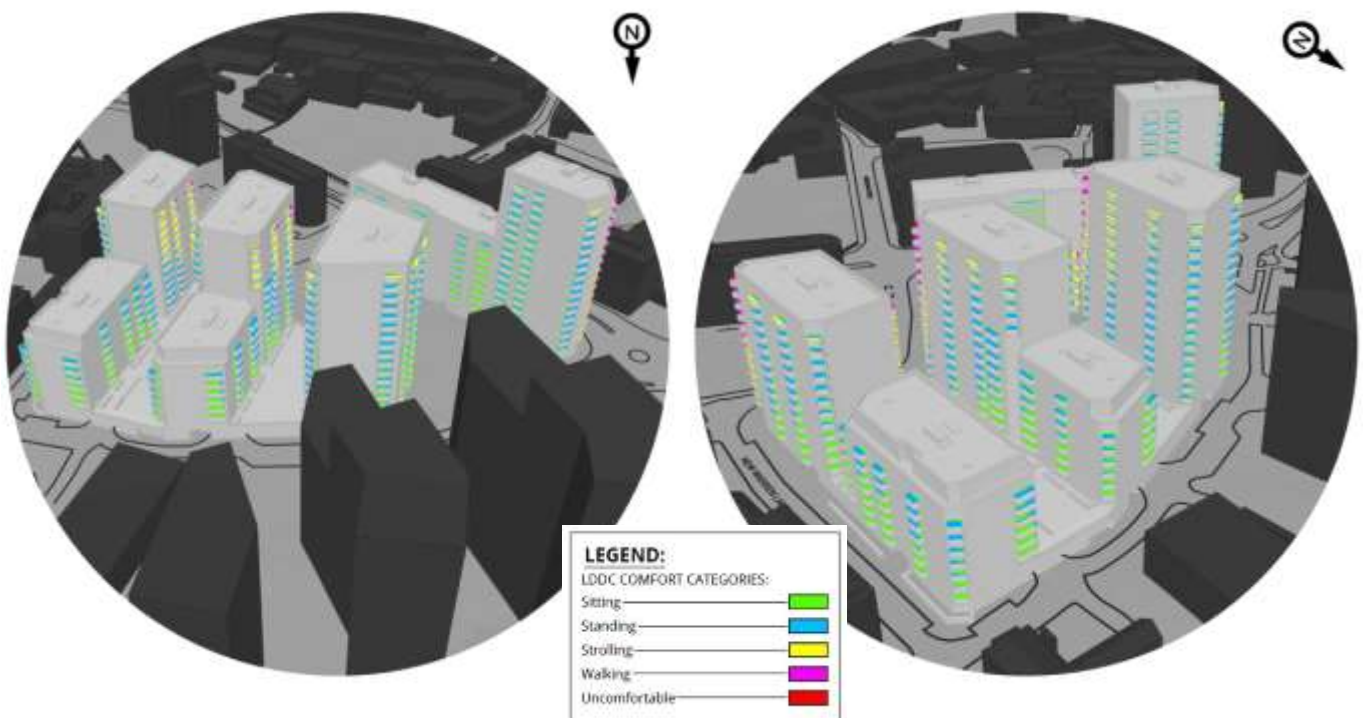 N
N
LEGEND:
LDDC COMFORT CATEGORIES:
Sitting
Standing
Strolling
Walking
Uncomfortable